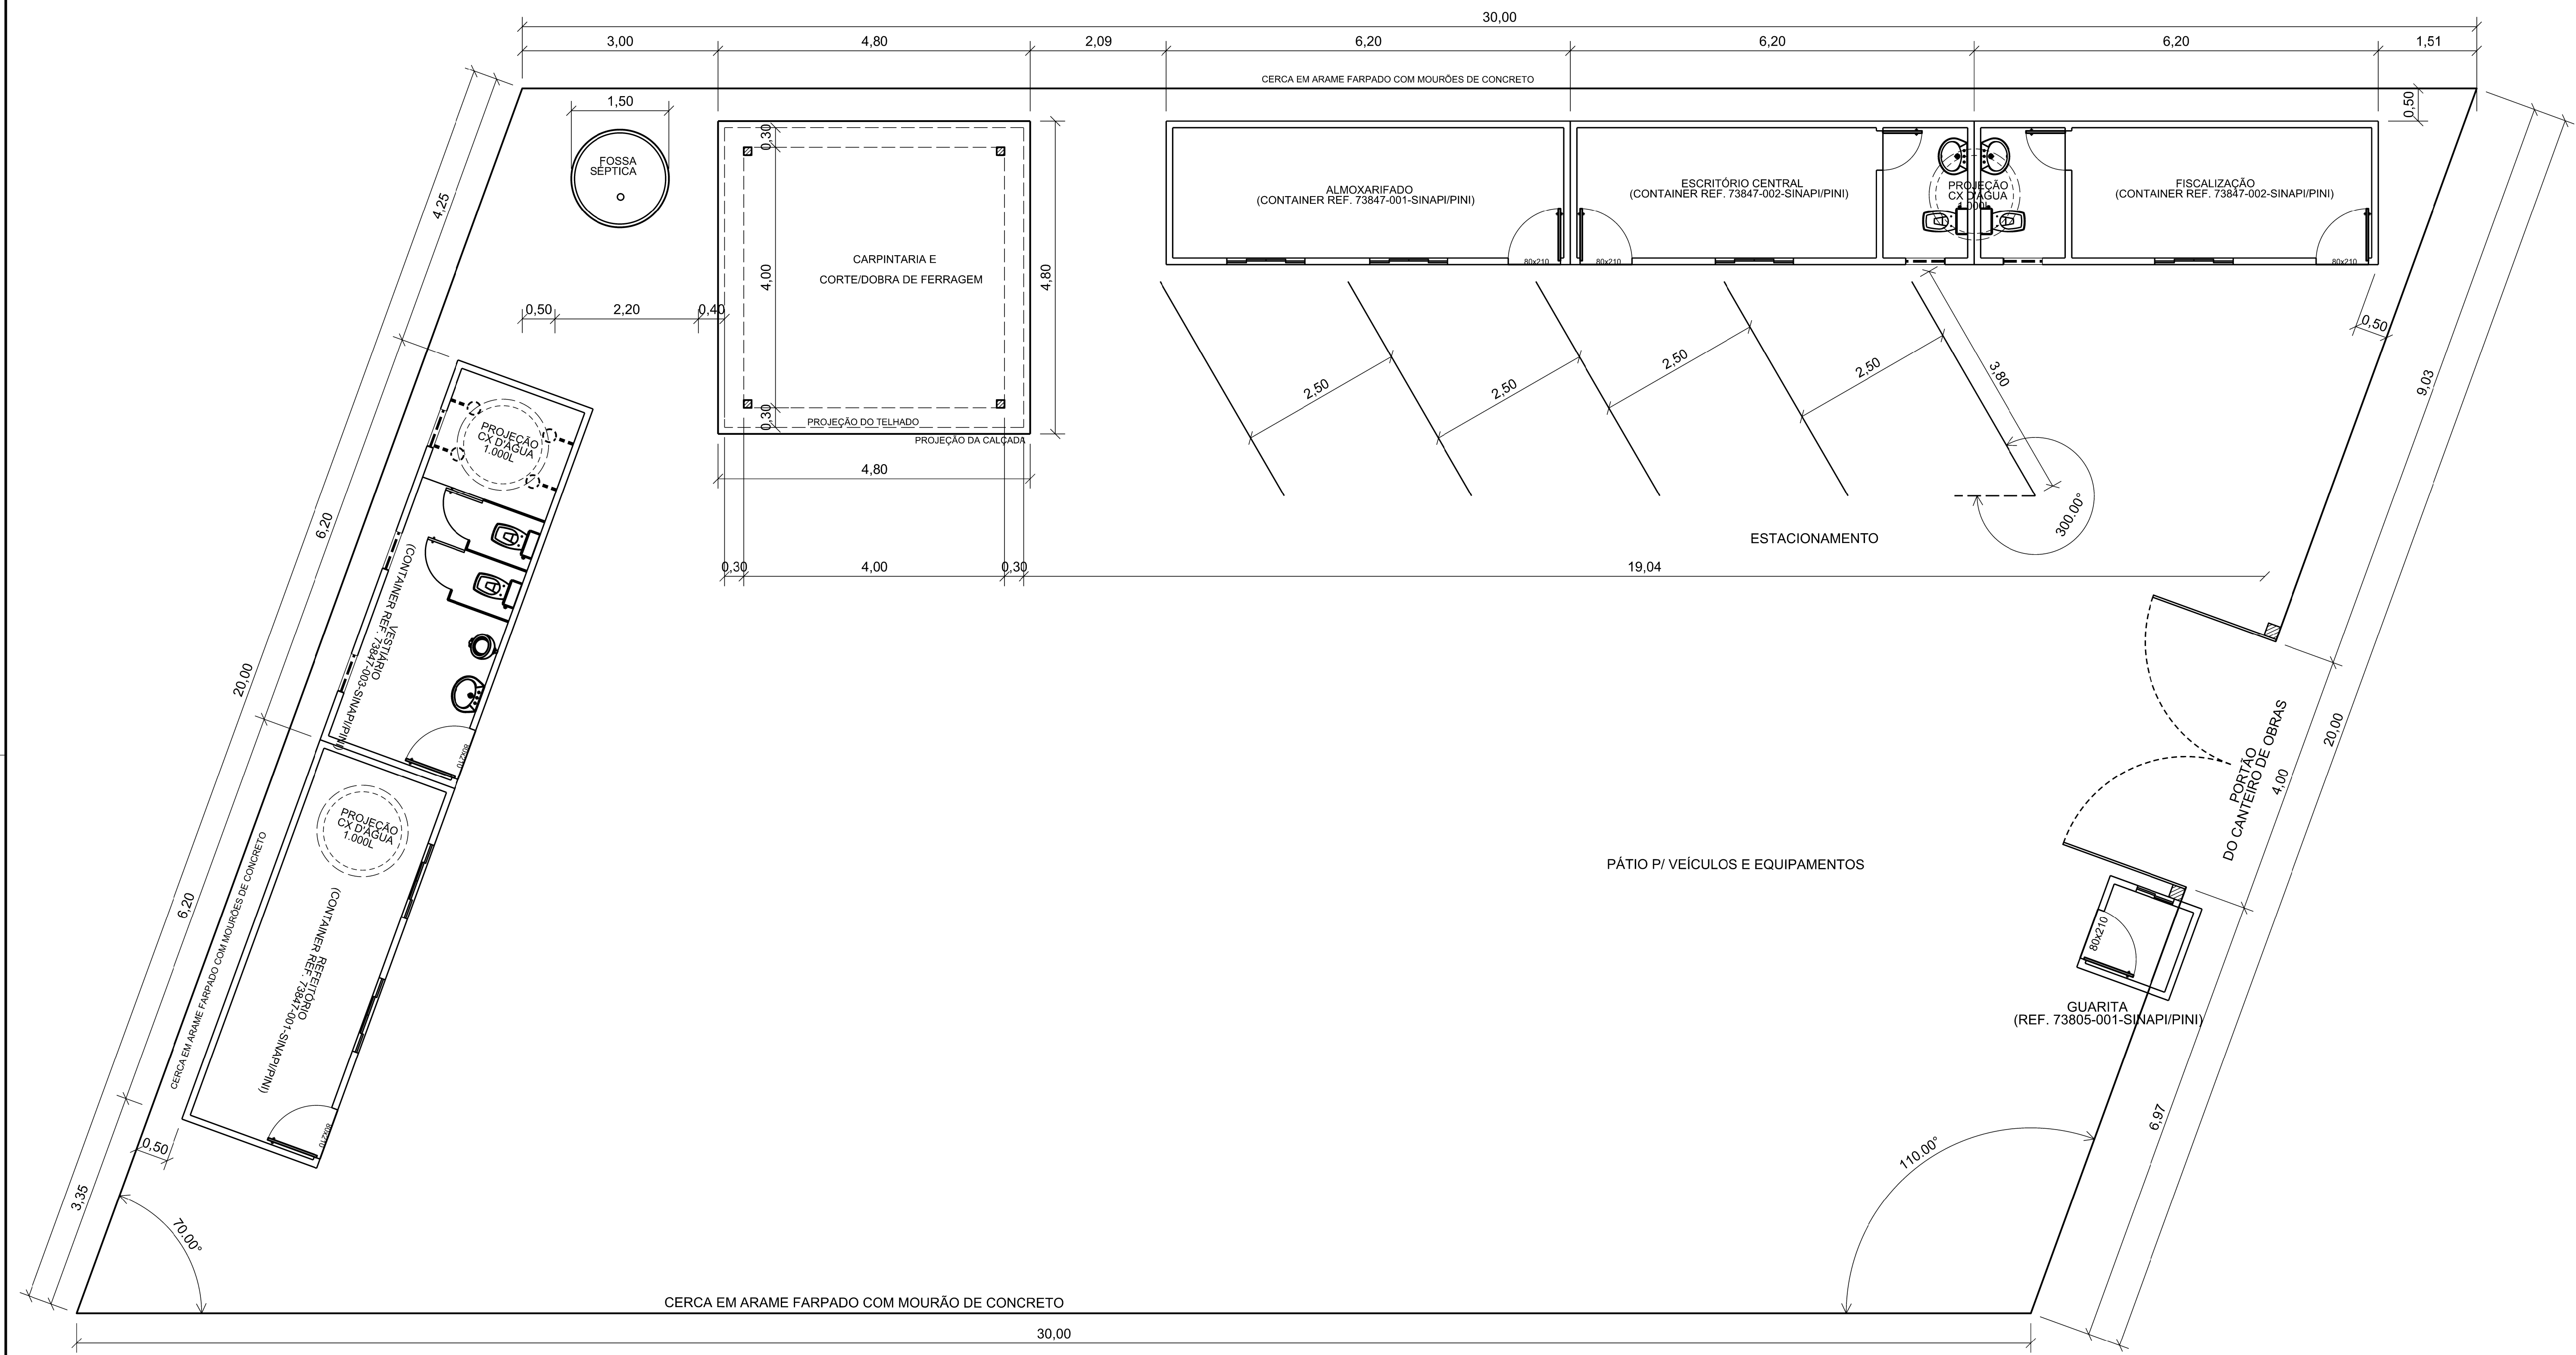 30,00
3,00
4,80
2,09
6,20
6,20
6,20
1,51
CERCA EM ARAME FARPADO COM MOURÕES DE CONCRETO
1,50
0,50
FOSSA
SÉPTICA
0,30
4,00
0,30
4,80
CARPINTARIA E
CORTE/DOBRA DE FERRAGEM
PROJEÇÃO DO TELHADO
PROJEÇÃO DA CALÇADA
4,80
0,50
2,20
0,40
ALMOXARIFADO
(CONTAINER REF. 73847-001-SINAPI/PINI)
80x210
ESCRITÓRIO CENTRAL
(CONTAINER REF. 73847-002-SINAPI/PINI)
80x210
PROJEÇÃO
CX D'ÁGUA
1.000L
FISCALIZAÇÃO
(CONTAINER REF. 73847-002-SINAPI/PINI)
80x210
0,50
2,50
2,50
2,50
2,50
3,80
300.00°
ESTACIONAMENTO
0,30
4,00
0,30
19,04
4,25
6,20
20,00
6,20
3,35
0,50
70.00°
CERCA EM ARAME FARPADO COM MOURÕES DE CONCRETO
PROJEÇÃO
CX D'ÁGUA
1.000L
VESTIÁRIO
(CONTAINER REF. 73847-003-SINAPI/PINI)
80x210
PROJEÇÃO
CX D'ÁGUA
1.000L
REFEITÓRIO
(CONTAINER REF. 73847-001-SINAPI/PINI)
80x210
PÁTIO P/ VEÍCULOS E EQUIPAMENTOS
9,03
20,00
4,00
6,97
PORTÃO
DO CANTEIRO DE OBRAS
80x210
GUARITA
(REF. 73805-001-SINAPI/PINI)
110.00°
CERCA EM ARAME FARPADO COM MOURÃO DE CONCRETO
30,00